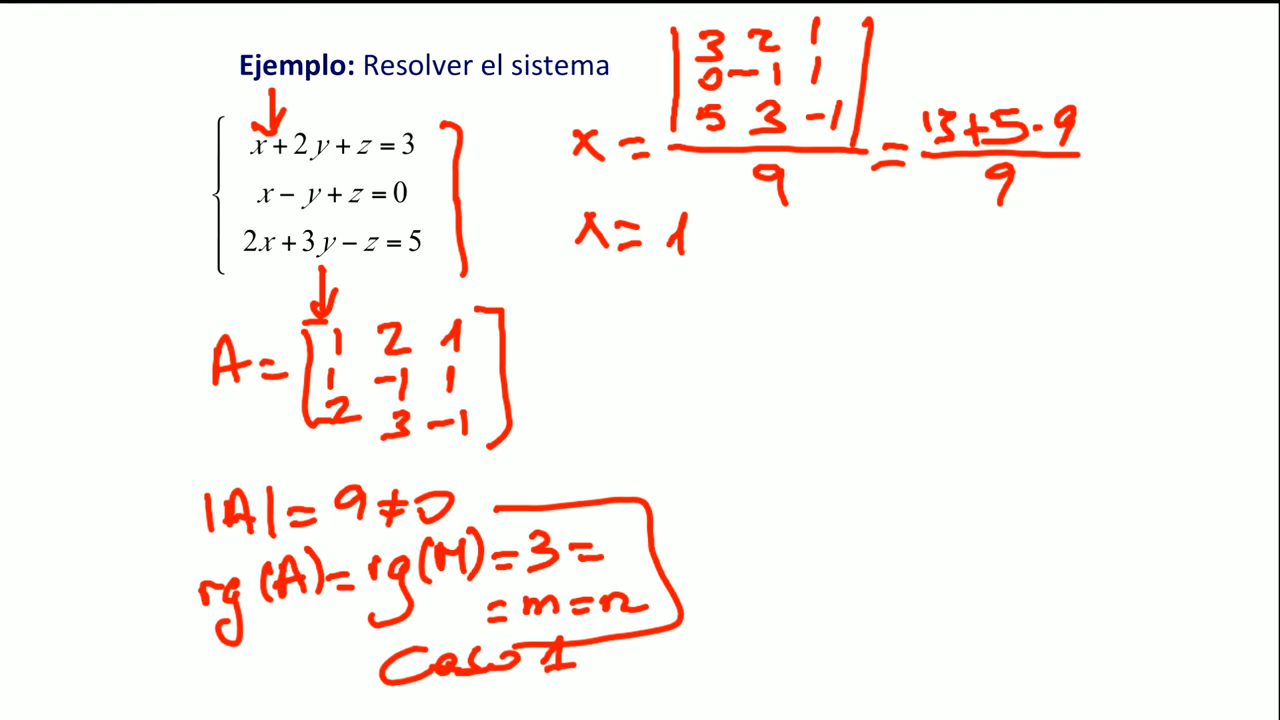 Ejemplo: Resolver el sistema
x + 2y + z = 3
x - y + z = 0
2x + 3y - z = 5
A = [ 1 2 1
1 -1 1
2 3 -1 ]
|A| = 9 ≠ 0
rg(A) = rg(M) = 3 =
= m = n
Caso 1
| 3 2 1 |
| 0 -1 1 |
| 5 3 -1 |
x = ― = 13+5·9
9 9
x = 1